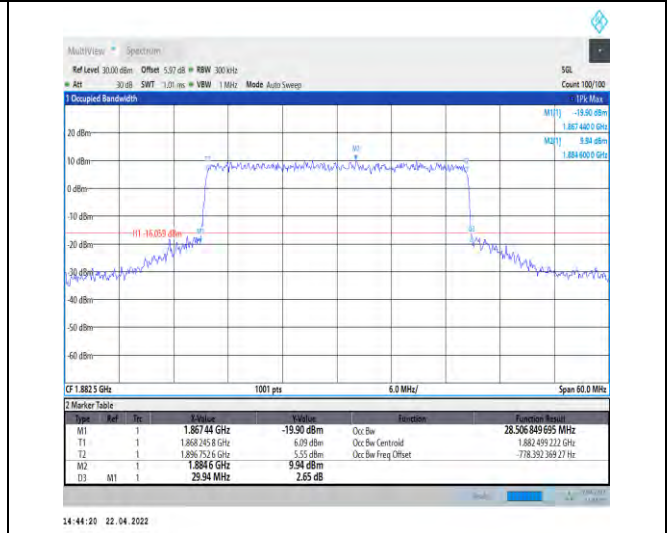 MultiView Spectrum
Ref Level 30.00 dBm Offset 5.97 dB RBW 300 kHz SGL
Att 30 dB SWT 1.01 ms VBW 1 MHz Mode Auto Sweep Count 100/100
1 Occupied Bandwidth 1Pk Max
M1[1] -19.90 dBm
1.867 440 0 GHz
M2[1] 9.94 dBm
1.884 600 0 GHz
20 dBm
10 dBm
0 dBm
-10 dBm
H1 -16.059 dBm
-20 dBm
-30 dBm
-40 dBm
-50 dBm
-60 dBm
M2
T1
M1
CF 1.882 5 GHz 1001 pts 6.0 MHz/ Span 60.0 MHz
2 Marker Table
Type Ref Trc X-Value Y-Value Function Function Result
M1 1 1.867 44 GHz -19.90 dBm Occ Bw 28.506 849 695 MHz
T1 1 1.868 245 8 GHz 6.09 dBm Occ Bw Centroid 1.882 499 222 GHz
T2 1 1.896 752 6 GHz 5.55 dBm Occ Bw Freq Offset -778.392 369 27 Hz
M2 1 1.884 6 GHz 9.94 dBm
D3 M1 1 29.94 MHz 2.65 dB
14:44:20 22.04.2022